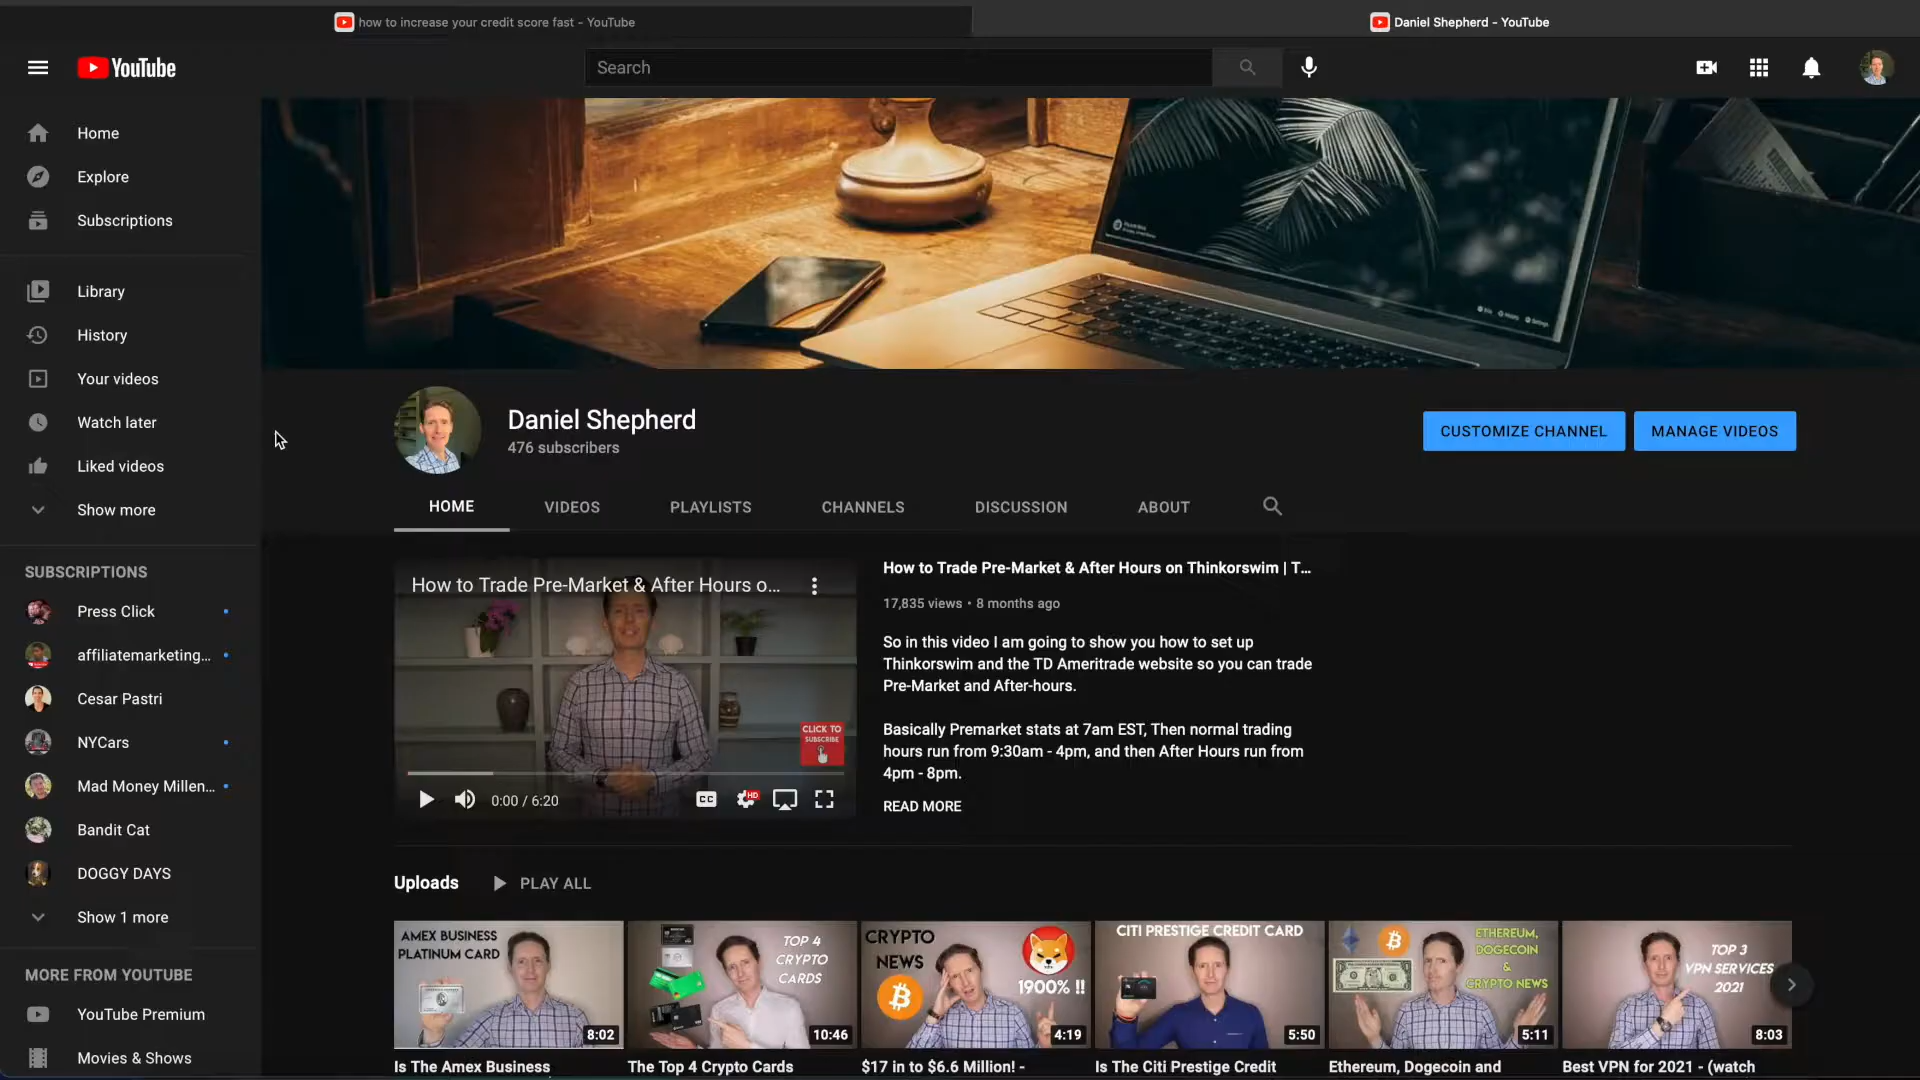 how to increase your credit score fast - YouTube
Daniel Shepherd - YouTube
YouTube
Search
Home
Explore
Subscriptions
Library
History
Your videos
Watch later
Liked videos
Show more
SUBSCRIPTIONS
Press Click
affiliatemarketing...
Cesar Pastri
NYCars
Mad Money Millen...
Bandit Cat
DOGGY DAYS
Show 1 more
MORE FROM YOUTUBE
YouTube Premium
Movies & Shows
Daniel Shepherd
476 subscribers
CUSTOMIZE CHANNEL
MANAGE VIDEOS
HOME
VIDEOS
PLAYLISTS
CHANNELS
DISCUSSION
ABOUT
How to Trade Pre-Market & After Hours o...
CLICK TO
SUBSCRIBE
0:00 / 6:20
CC
HD
How to Trade Pre-Market & After Hours on Thinkorswim | T...
17,835 views • 8 months ago
So in this video I am going to show you how to set up
Thinkorswim and the TD Ameritrade website so you can trade
Pre-Market and After-hours.
Basically Premarket stats at 7am EST, Then normal trading
hours run from 9:30am - 4pm, and then After Hours run from
4pm - 8pm.
READ MORE
Uploads
PLAY ALL
AMEX BUSINESS
PLATINUM CARD
8:02
Is The Amex Business
TOP 4
CRYPTO
CARDS
10:46
The Top 4 Crypto Cards
CRYPTO
NEWS
1900% !!
4:19
$17 in to $6.6 Million! -
CITI PRESTIGE CREDIT CARD
5:50
Is The Citi Prestige Credit
ETHEREUM,
DOGECOIN
&
CRYPTO NEWS
5:11
Ethereum, Dogecoin and
TOP 3
VPN SERVICES
2021
8:03
Best VPN for 2021 - (watch